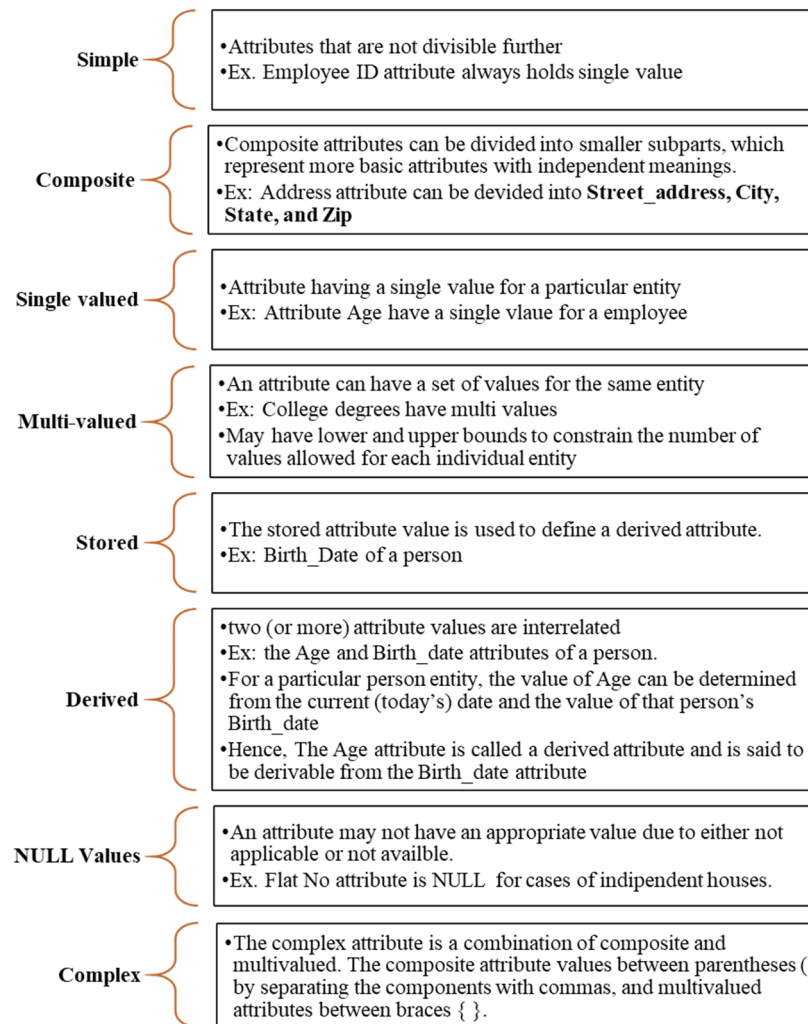 Simple
•Attributes that are not divisible further
•Ex. Employee ID attribute always holds single value
Composite
•Composite attributes can be divided into smaller subparts, which
represent more basic attributes with independent meanings.
•Ex: Address attribute can be devided into Street_address, City,
State, and Zip
Single valued
•Attribute having a single value for a particular entity
•Ex: Attribute Age have a single vlaue for a employee
Multi-valued
•An attribute can have a set of values for the same entity
•Ex: College degrees have multi values
•May have lower and upper bounds to constrain the number of
values allowed for each individual entity
Stored
•The stored attribute value is used to define a derived attribute.
•Ex: Birth_Date of a person
Derived
•two (or more) attribute values are interrelated
•Ex: the Age and Birth_date attributes of a person.
•For a particular person entity, the value of Age can be determined
from the current (today’s) date and the value of that person’s
Birth_date
•Hence, The Age attribute is called a derived attribute and is said to
be derivable from the Birth_date attribute
NULL Values
•An attribute may not have an appropriate value due to either not
applicable or not availble.
•Ex. Flat No attribute is NULL for cases of indipendent houses.
Complex
•The complex attribute is a combination of composite and
multivalued. The composite attribute values between parentheses (
by separating the components with commas, and multivalued
attributes between braces { }.